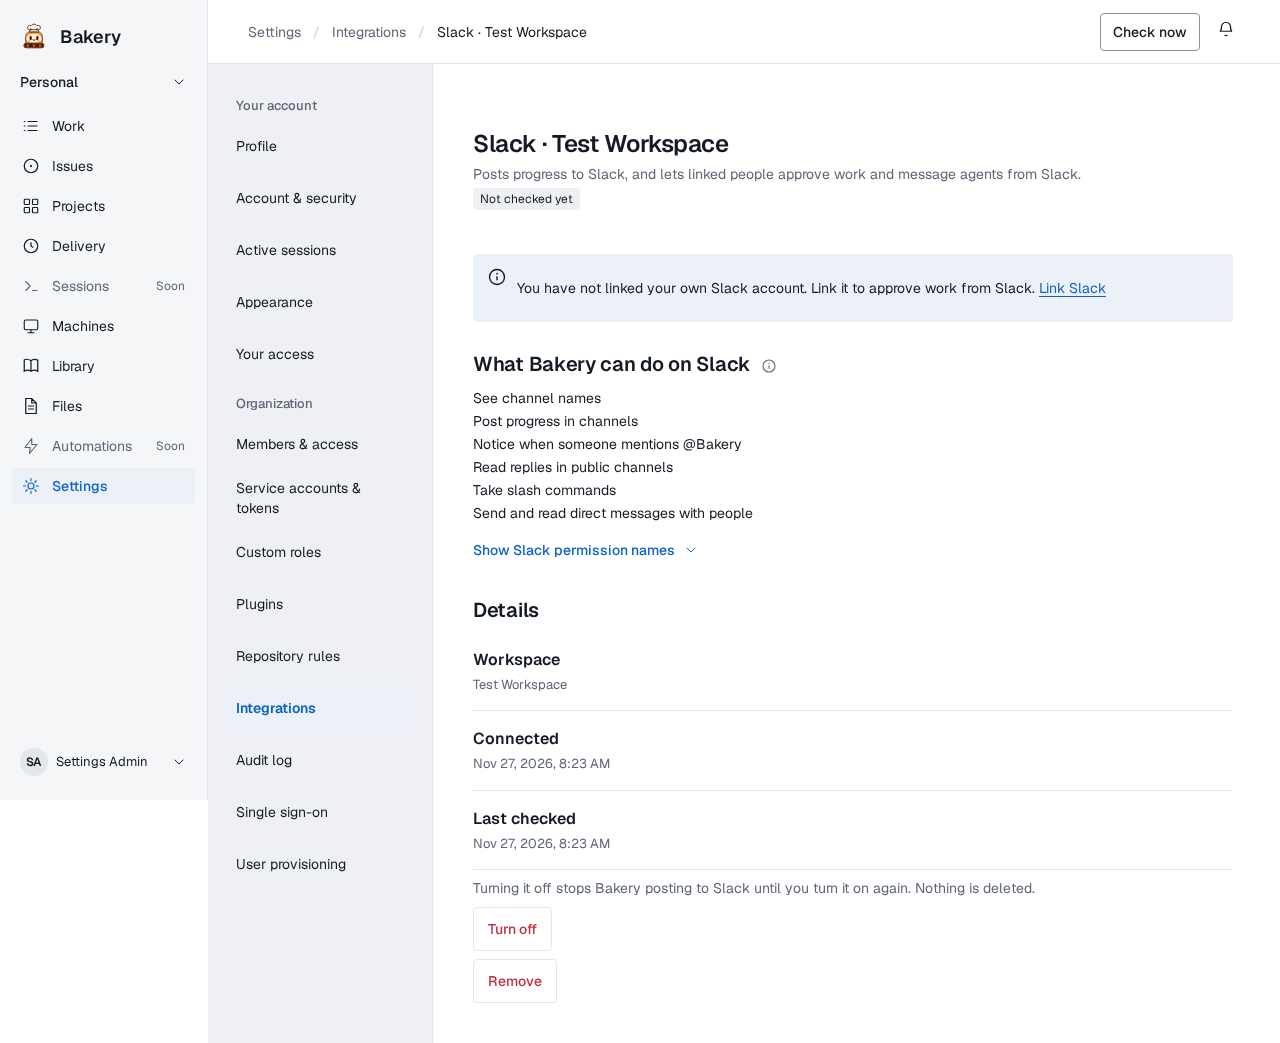 Bakery
Personal
Work
Issues
Projects
Delivery
Sessions Soon
Machines
Library
Files
Automations Soon
Settings
SA Settings Admin
Settings / Integrations / Slack · Test Workspace
Check now
Your account
Profile
Account & security
Active sessions
Appearance
Your access
Organization
Members & access
Service accounts &
tokens
Custom roles
Plugins
Repository rules
Integrations
Audit log
Single sign-on
User provisioning
Slack · Test Workspace
Posts progress to Slack, and lets linked people approve work and message agents from Slack.
Not checked yet
You have not linked your own Slack account. Link it to approve work from Slack. Link Slack
What Bakery can do on Slack
See channel names
Post progress in channels
Notice when someone mentions @Bakery
Read replies in public channels
Take slash commands
Send and read direct messages with people
Show Slack permission names
Details
Workspace
Test Workspace
Connected
Nov 27, 2026, 8:23 AM
Last checked
Nov 27, 2026, 8:23 AM
Turning it off stops Bakery posting to Slack until you turn it on again. Nothing is deleted.
Turn off
Remove